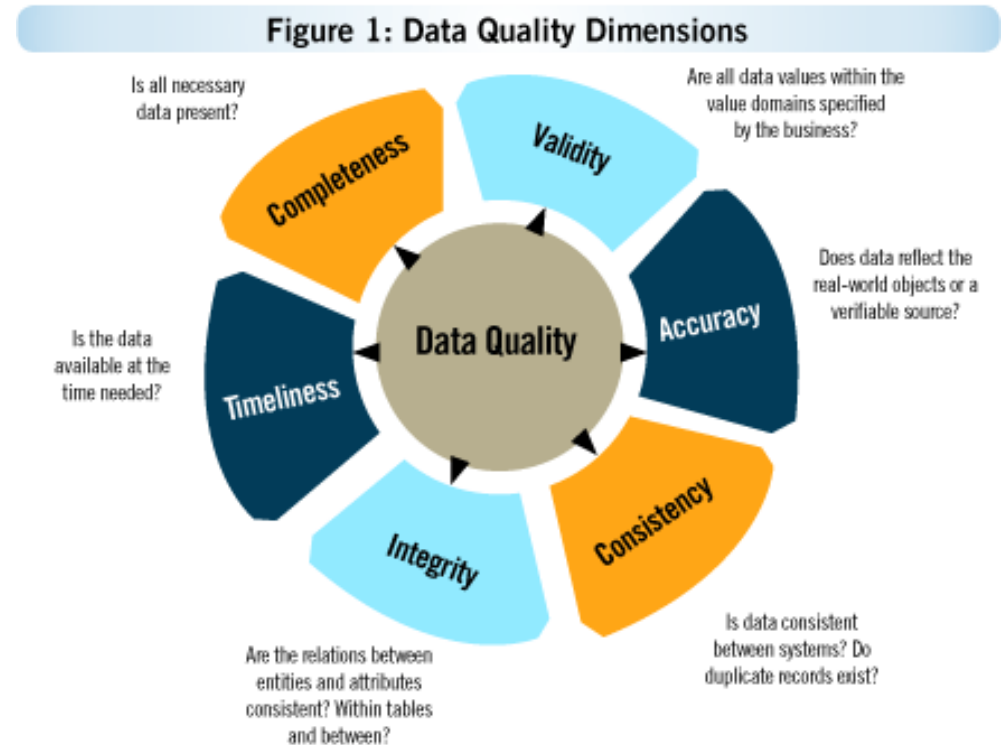 Figure 1: Data Quality Dimensions
Is all necessary
data present?
Completeness
Validity
Are all data values within the
value domains specified
by the business?
Accuracy
Does data reflect the
real-world objects or a
verifiable source?
Data Quality
Is the data
available at the
time needed?
Timeliness
Integrity
Are the relations between
entities and attributes
consistent? Within tables
and between?
Consistency
Is data consistent
between systems? Do
duplicate records exist?